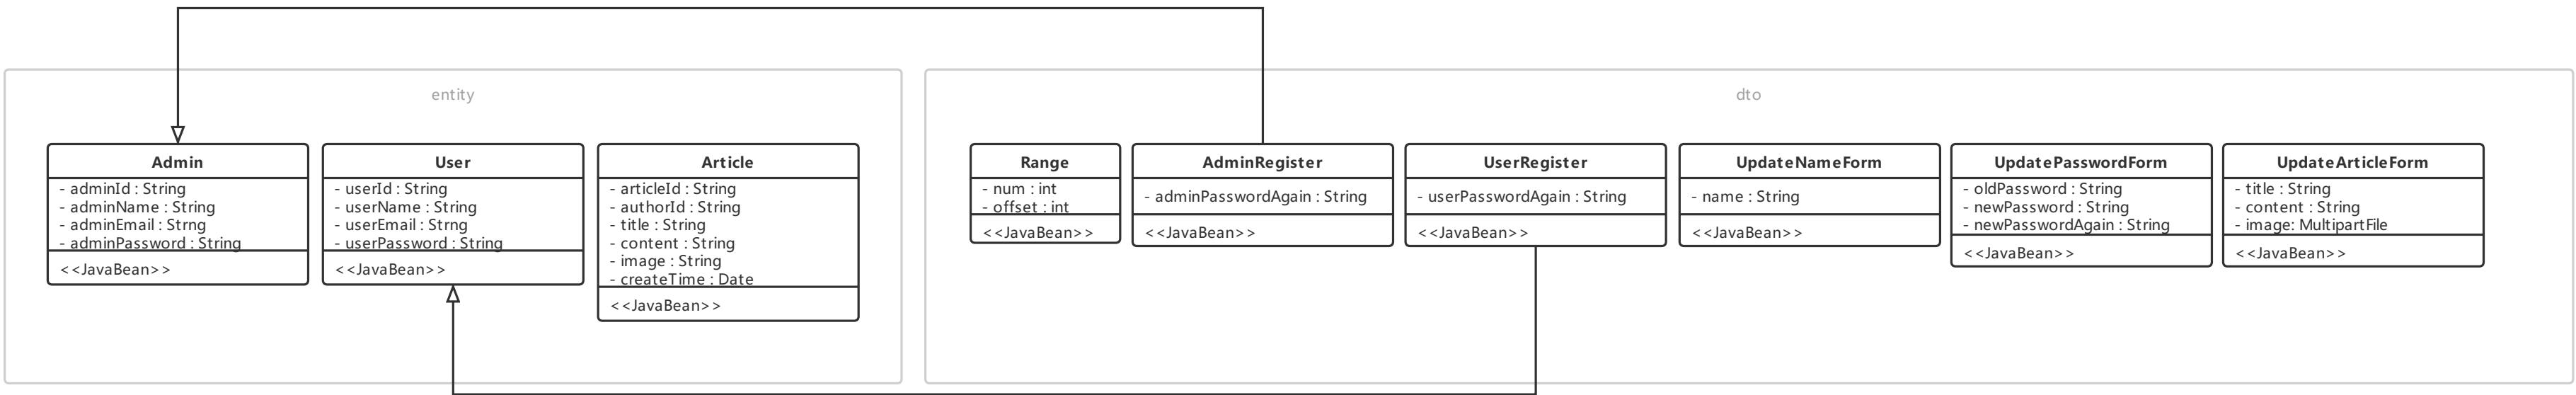 entity
Admin
- adminId : String
- adminName : String
- adminEmail : Strng
- adminPassword : String
<<JavaBean>>
User
- userId : String
- userName : String
- userEmail : Strng
- userPassword : String
<<JavaBean>>
Article
- articleId : String
- authorId : String
- title : String
- content : String
- image : String
- createTime : Date
<<JavaBean>>
dto
Range
- num : int
- offset : int
<<JavaBean>>
AdminRegister
- adminPasswordAgain : String
<<JavaBean>>
UserRegister
- userPasswordAgain : String
<<JavaBean>>
UpdateNameForm
- name : String
<<JavaBean>>
UpdatePasswordForm
- oldPassword : String
- newPassword : String
- newPasswordAgain : String
<<JavaBean>>
UpdateArticleForm
- title : String
- content : String
- image: MultipartFile
<<JavaBean>>